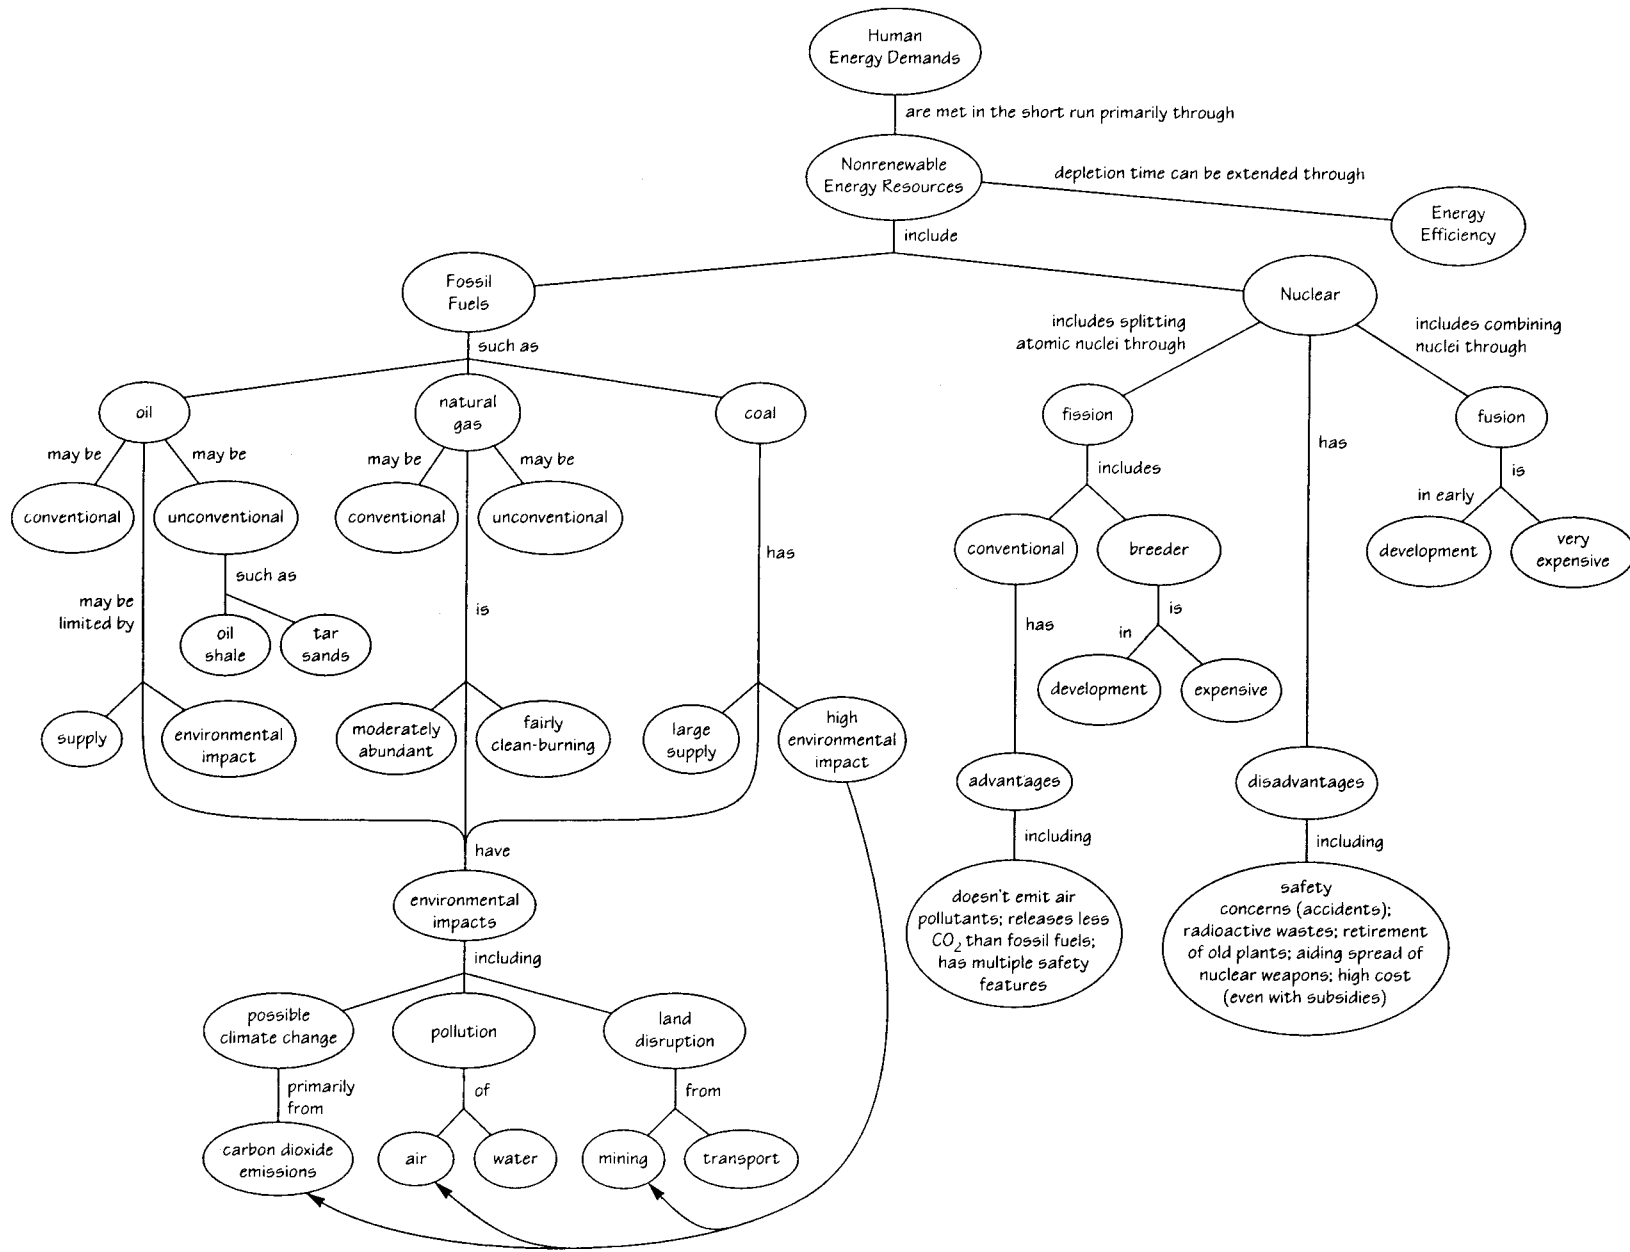 Human
Energy Demands
are met in the short run primarily through
Nonrenewable
Energy Resources
depletion time can be extended through
Energy
Efficiency
include
Fossil
Fuels
Nuclear
such as
includes splitting
atomic nuclei through
includes combining
nuclei through
oil
natural
gas
coal
fission
has
fusion
may be
may be
may be
may be
includes
is
in early
conventional
unconventional
conventional
unconventional
has
conventional
breeder
development
very
expensive
such as
may be
limited by
is
oil
shale
tar
sands
has
is
in
development
expensive
supply
environmental
impact
moderately
abundant
fairly
clean-burning
large
supply
high
environmental
impact
advantages
disadvantages
have
including
including
environmental
impacts
doesn't emit air
pollutants; releases less
CO2 than fossil fuels;
has multiple safety
features
safety
concerns (accidents);
radioactive wastes; retirement
of old plants; aiding spread of
nuclear weapons; high cost
(even with subsidies)
including
possible
climate change
pollution
land
disruption
primarily
from
of
from
carbon dioxide
emissions
air
water
mining
transport